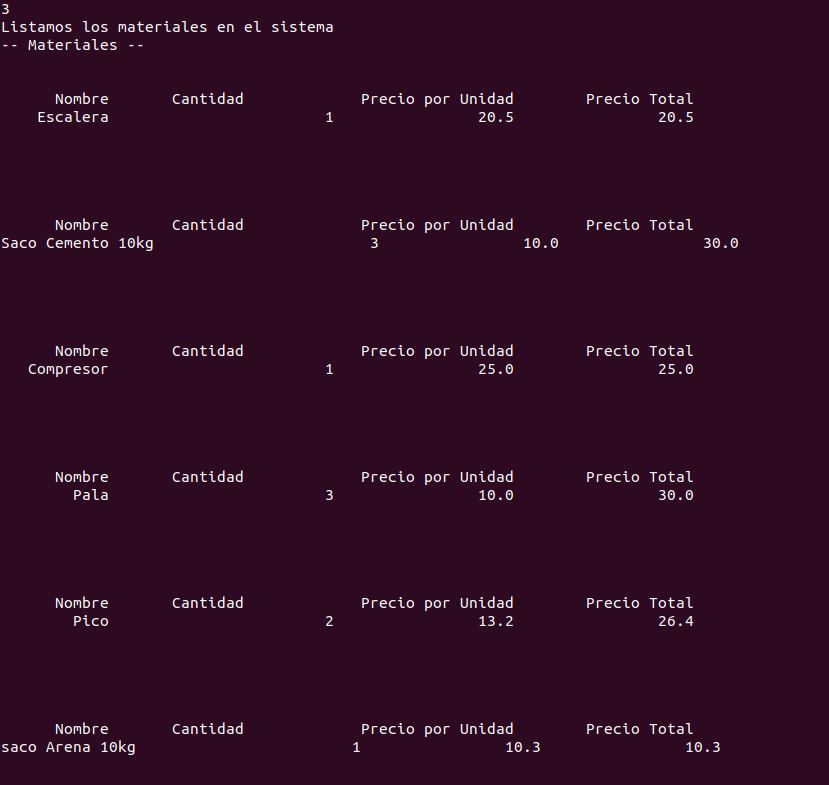 3
Listamos los materiales en el sistema
-- Materiales --
Nombre Cantidad Precio por Unidad Precio Total
Escalera 1 20.5 20.5
Nombre Cantidad Precio por Unidad Precio Total
Saco Cemento 10kg 3 10.0 30.0
Nombre Cantidad Precio por Unidad Precio Total
Compresor 1 25.0 25.0
Nombre Cantidad Precio por Unidad Precio Total
Pala 3 10.0 30.0
Nombre Cantidad Precio por Unidad Precio Total
Pico 2 13.2 26.4
Nombre Cantidad Precio por Unidad Precio Total
saco Arena 10kg 1 10.3 10.3